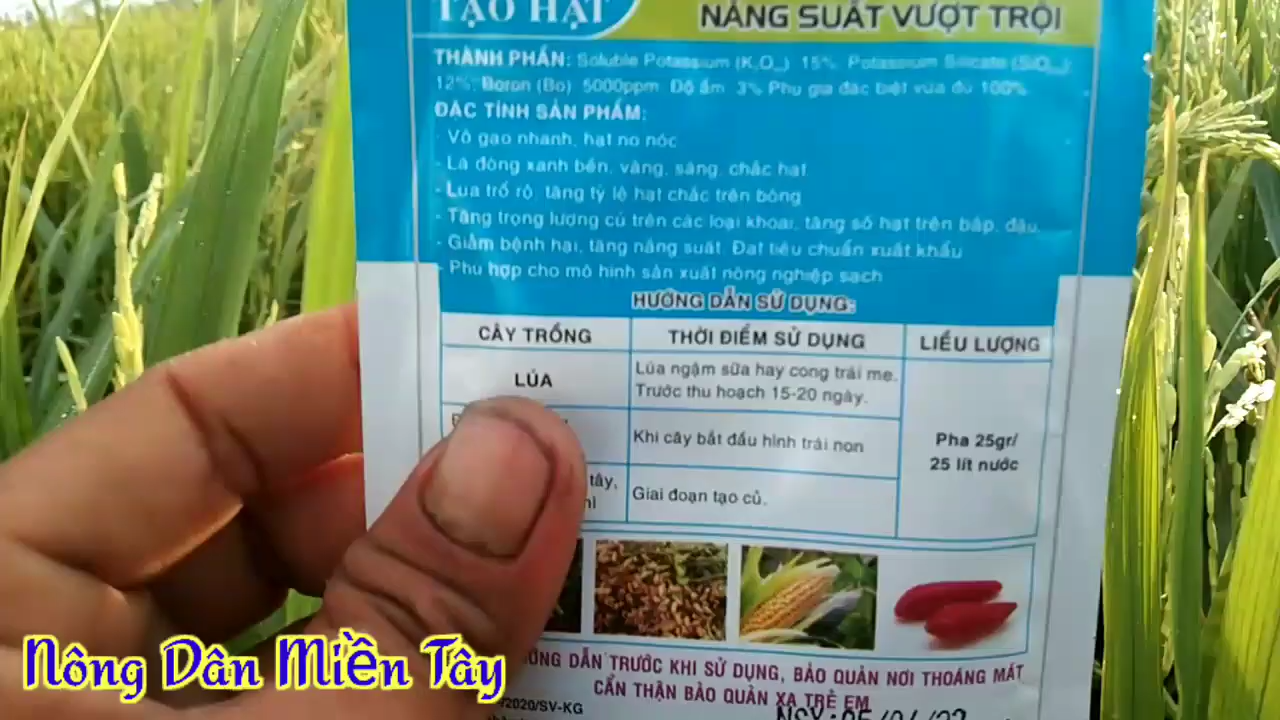 TẠO HẠT
NĂNG SUẤT VƯỢT TRỘI
THÀNH PHẦN: Soluble Potassium 15%, Potassium Silicate
12%, Boron (Bo) 5000ppm, Độ ẩm 3% Phụ gia đặc biệt vừa đủ 100%
ĐẶC TÍNH SẢN PHẨM:
- Vô gạo nhanh, hạt no nóc
- Lá đòng xanh bền, vàng, sáng, chắc hạt
- Lúa trổ rộ, tăng tỷ lệ hạt chắc trên bông
- Tăng trọng lượng củ trên các loại khoai, tăng số hạt trên bắp, đậu.
- Giảm bệnh hại, tăng năng suất. Đạt tiêu chuẩn xuất khẩu
- Phù hợp cho mô hình sản xuất nông nghiệp sạch
HƯỚNG DẪN SỬ DỤNG:
CÂY TRỒNG THỜI ĐIỂM SỬ DỤNG LIỀU LƯỢNG
LÚA
Lúa ngậm sữa hay cong trái me.
Trước thu hoạch 15-20 ngày.
Khi cây bắt đầu hình trái non
tây,
Giai đoạn tạo củ.
Pha 25gr/
25 lít nước
DẪN TRƯỚC KHI SỬ DỤNG, BẢO QUẢN NƠI THOÁNG MÁT
CẨN THẬN BẢO QUẢN XA TRẺ EM
2020/SV-KG
Nông Dân Miền Tây